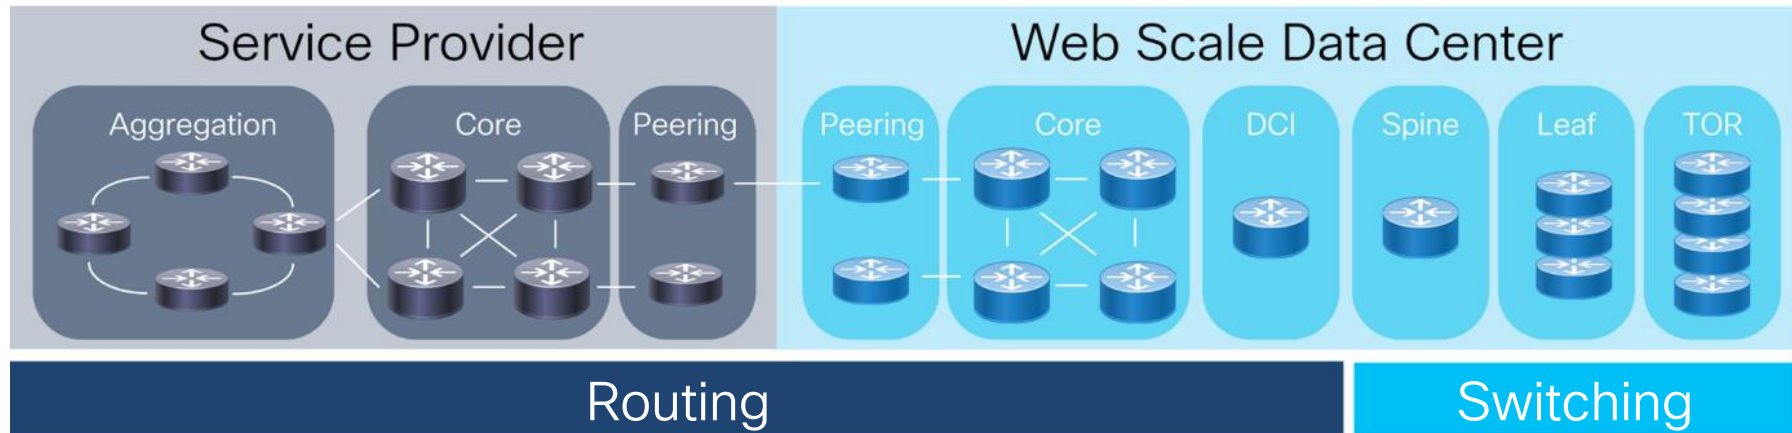 Service Provider
Web Scale Data Center
Aggregation
Core
Peering
Peering
Core
DCI
Spine
Leaf
TOR
Routing
Switching